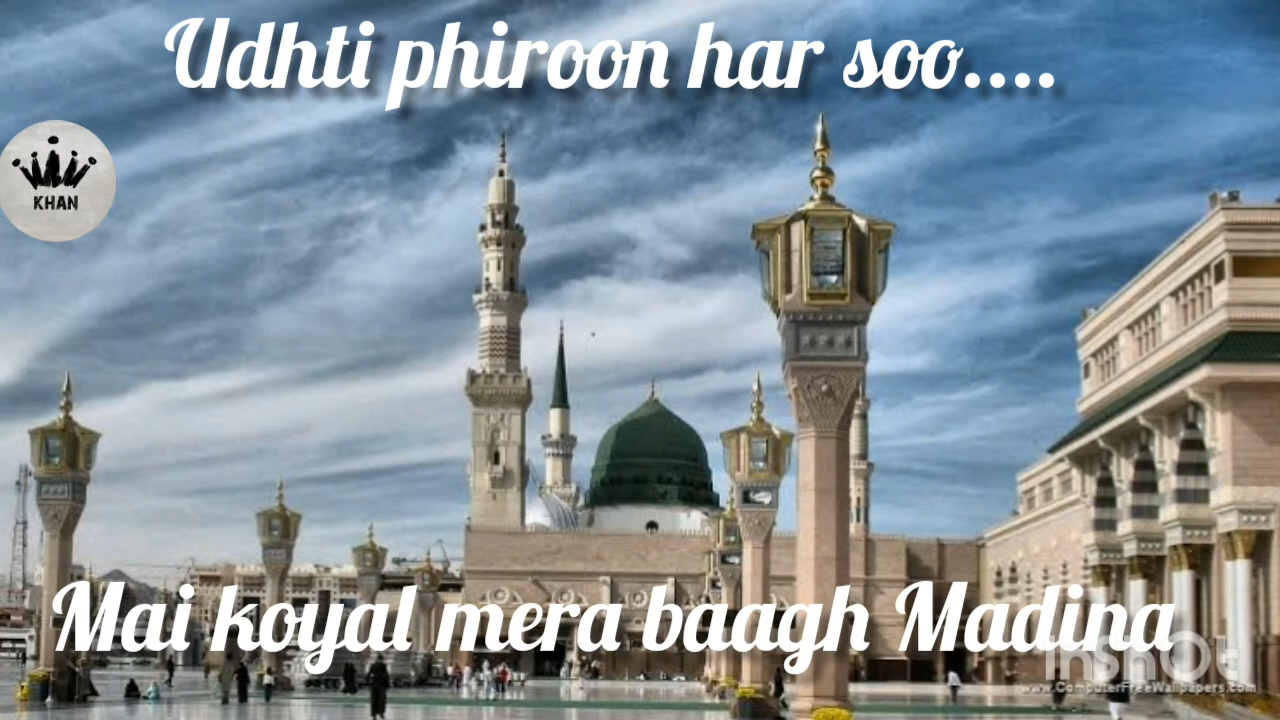 Udhti phiroon har soo....
KHAN
Mai koyal mera baagh Madina
InShOt
www.ComputerFreeWallpapers.com